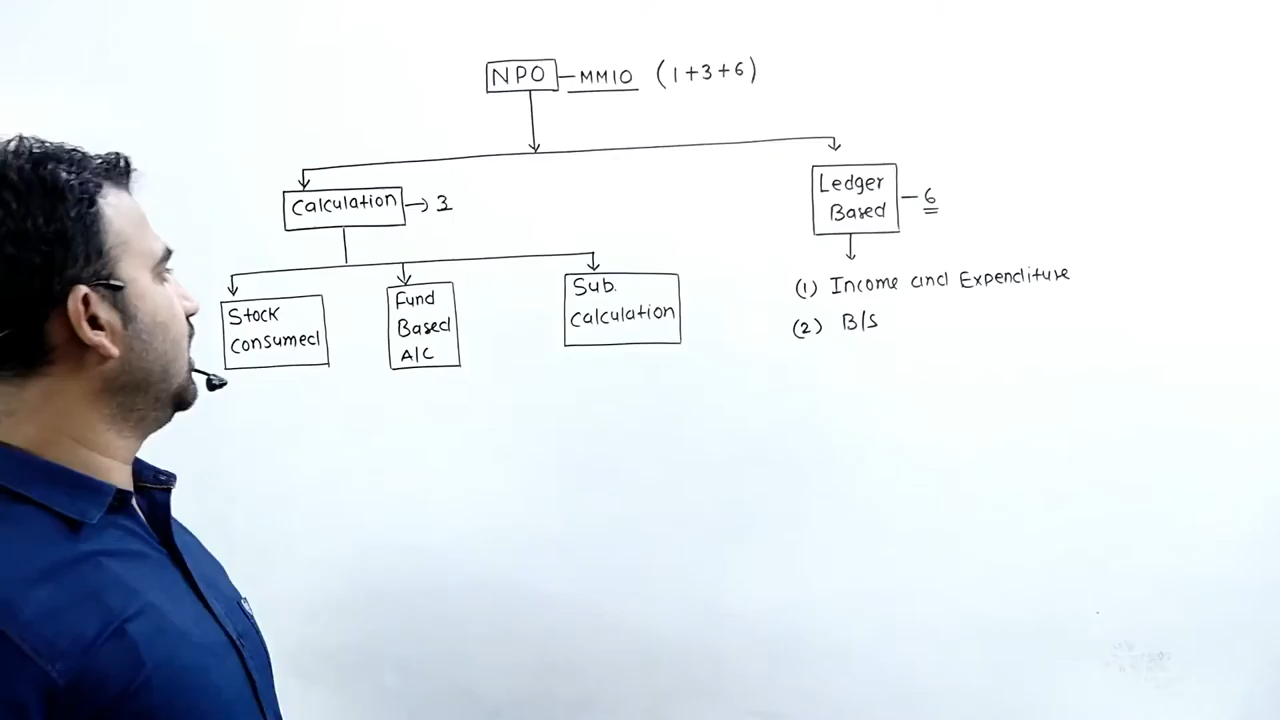 NPO - MM10 (1+3+6)
Calculation → 3
Ledger
Based - 6
Stock
Consumed
Fund
Based
A/C
Sub.
Calculation
(1) Income and Expenditure
(2) B/S